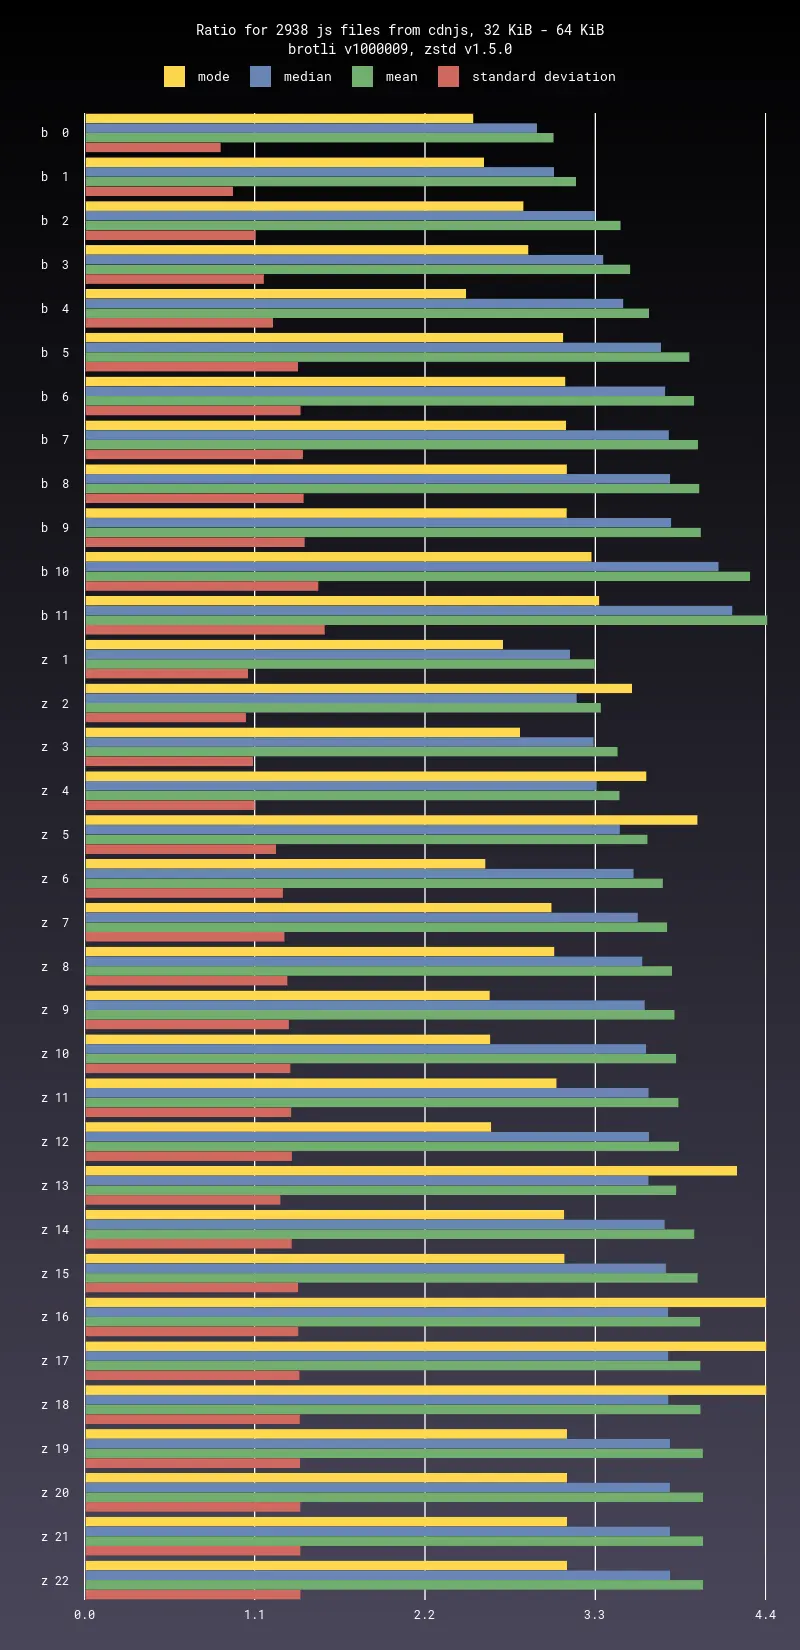 Ratio for 2938 js files from cdnjs, 32 KiB - 64 KiB
brotli v1000009, zstd v1.5.0
mode median mean standard deviation
b  0
b  1
b  2
b  3
b  4
b  5
b  6
b  7
b  8
b  9
b 10
b 11
z  1
z  2
z  3
z  4
z  5
z  6
z  7
z  8
z  9
z 10
z 11
z 12
z 13
z 14
z 15
z 16
z 17
z 18
z 19
z 20
z 21
z 22
0.0 1.1 2.2 3.3 4.4